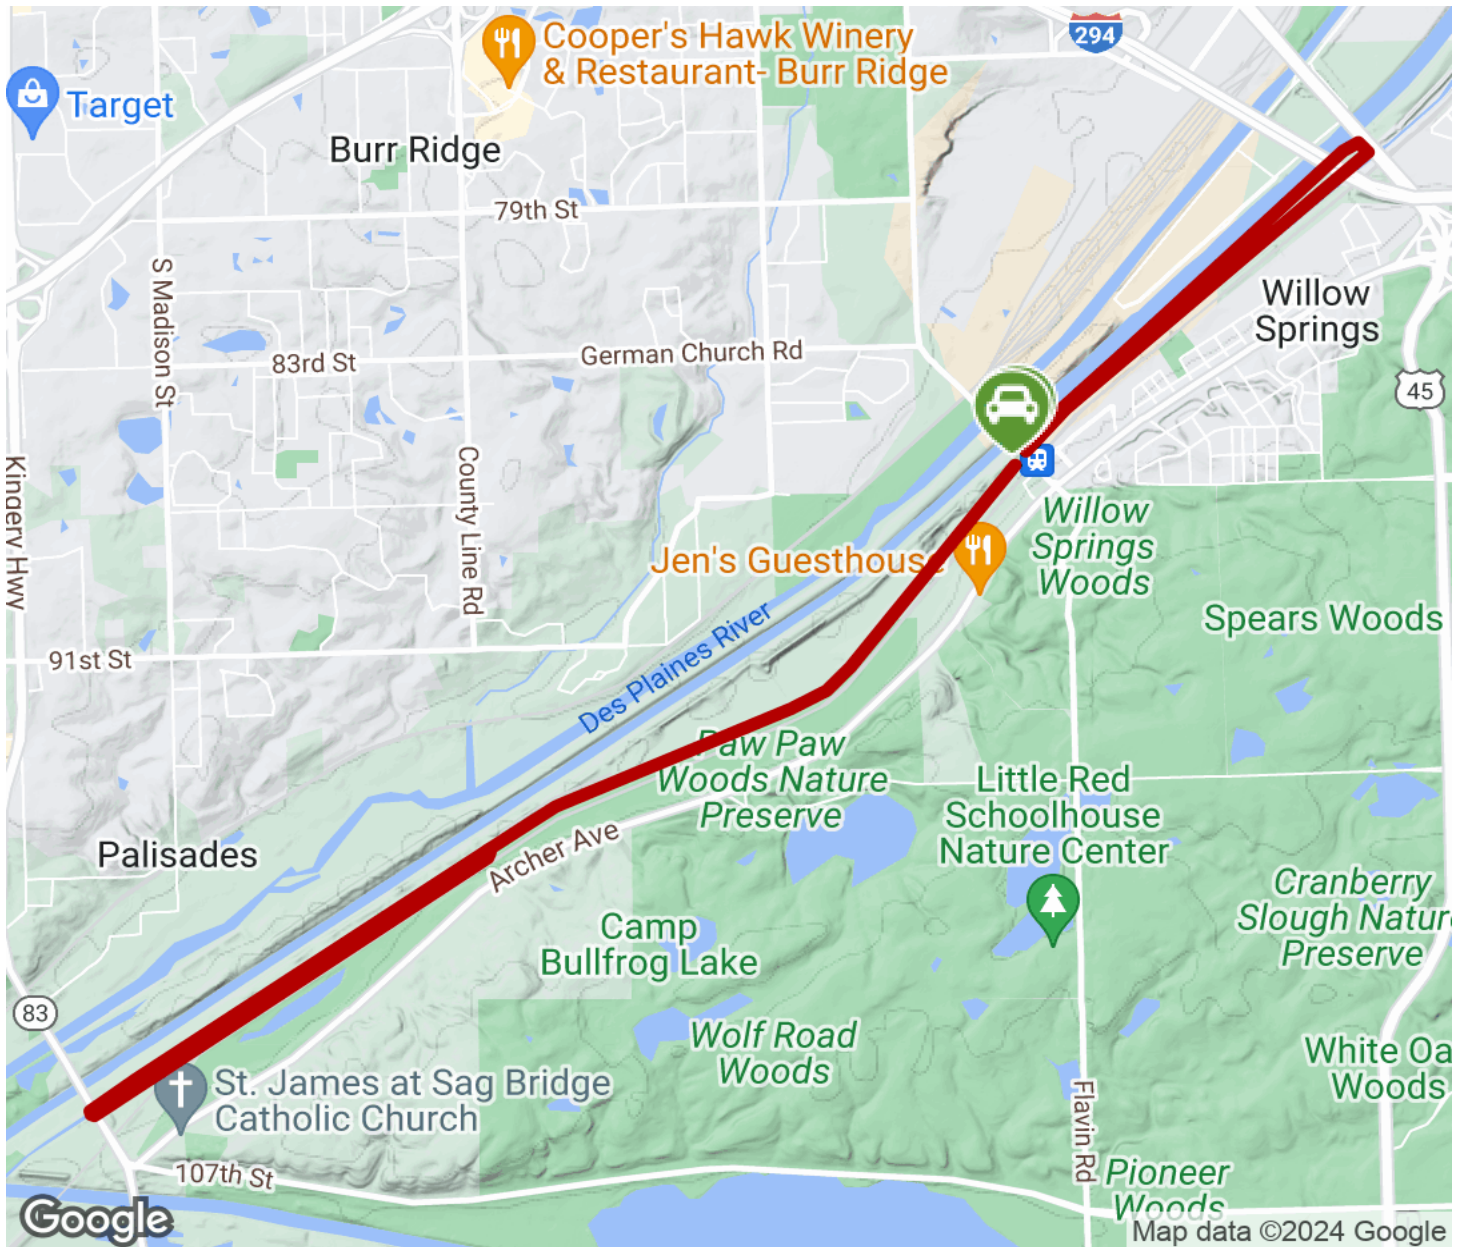 Cooper's Hawk Winery
& Restaurant- Burr Ridge
294
Target
Burr Ridge
79th St
S Madison St
Willow
Springs
83rd St
German Church Rd
45
Kingery Hwy
County Line Rd
Willow
Springs
Woods
Jen's Guesthouse
Spears Woods
91st St
Des Plaines River
Paw Paw
Woods Nature
Preserve
Little Red
Schoolhouse
Nature Center
Archer Ave
Palisades
Camp
Bullfrog Lake
Cranberry
Slough Natur
Preserve
83
Wolf Road
Woods
White Oa
Woods
St. James at Sag Bridge
Catholic Church
Flavin Rd
107th St
Pioneer
Woods
Google
Map data ©2024 Google